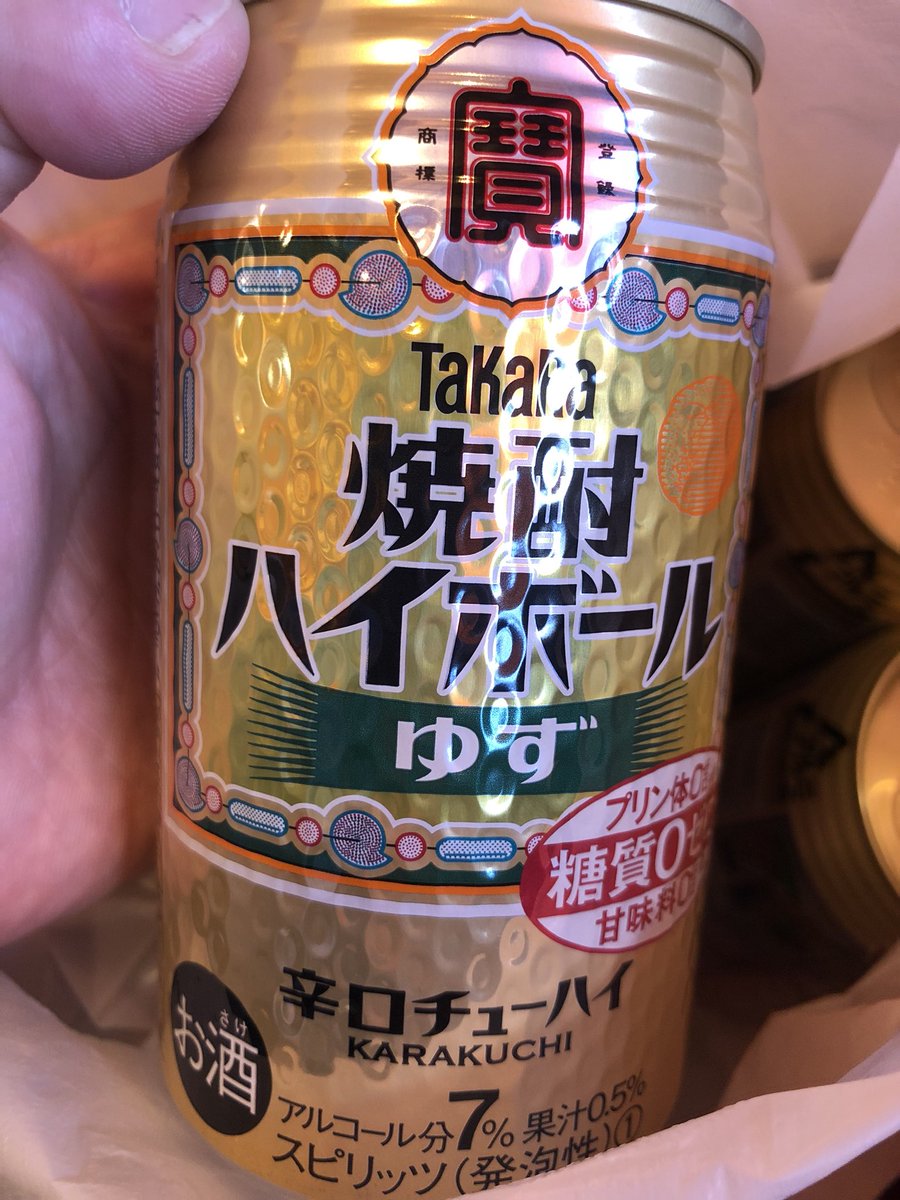 寶
商標
登録
TaKaRa
焼酎
ハイボール
ゆず
プリン体0
糖質0ゼ
甘味料0
辛口チューハイ
KARAKUCHI
さけ
お酒
アルコール分7% 果汁0.5%
スピリッツ(発泡性)①